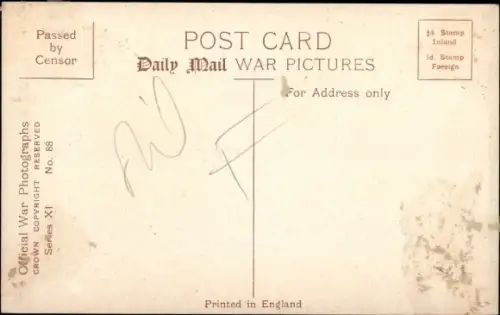 Passed
by
Censor
POST CARD
Daily Mail WAR PICTURES
½d Stamp
Inland
1d. Stamp
Foreign
For Address only
Official War Photographs
CROWN COPYRIGHT RESERVED
Series XI No. 88
Printed in England